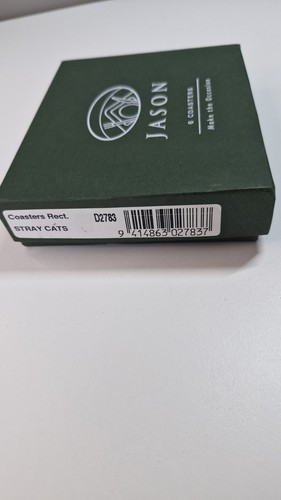 JASON
6 COASTERS
Make the Occasion
Coasters Rect. D2783
STRAY CATS
9 414863 027837